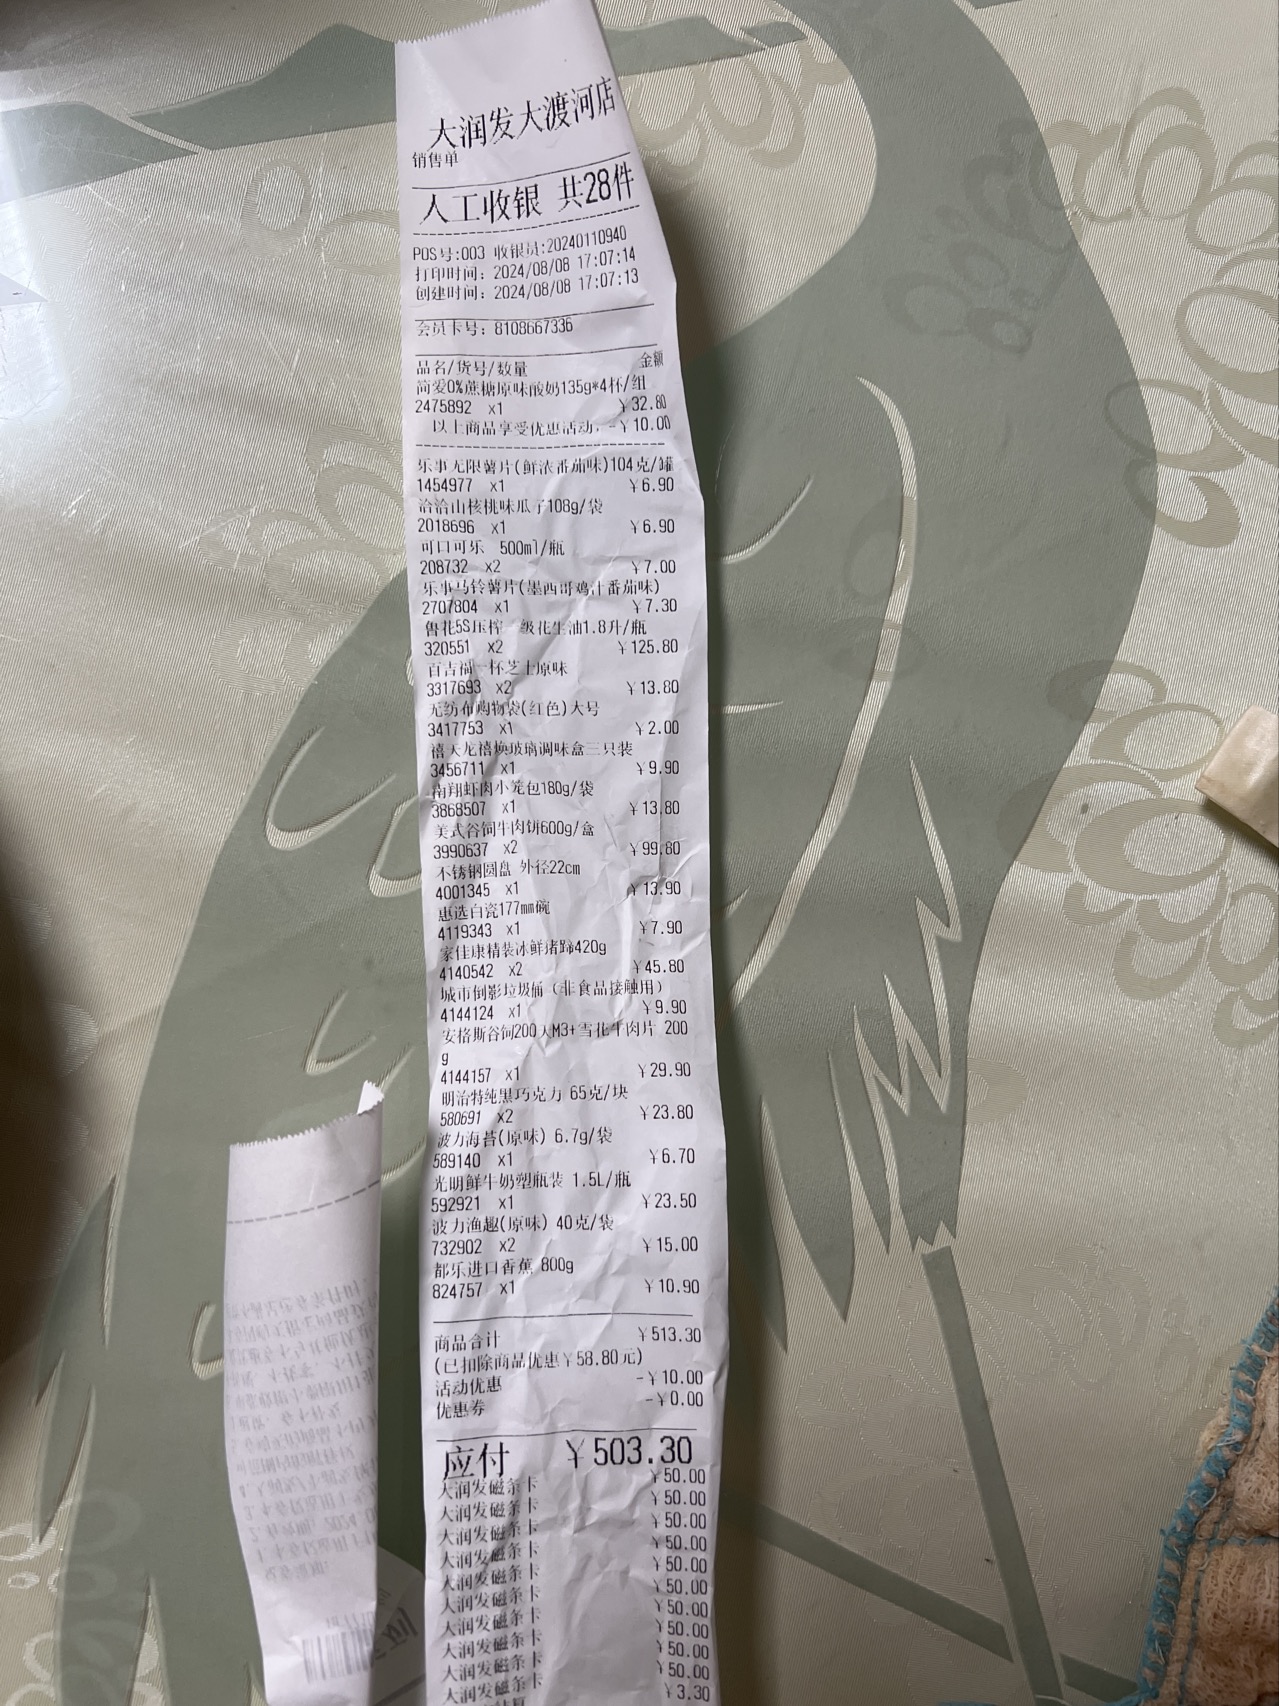 大润发大渡河店
销售单
人工收银 共28件
POS号:003 收银员:20240110940
打印时间: 2024/08/08 17:07:14
创建时间: 2024/08/08 17:07:13
会员卡号: 8108667336
品名/货号/数量 金额
简爱0%蔗糖原味酸奶135g*4杯/组
2475892 x1 ¥32.80
以上商品享受优惠活动, -¥10.00
乐事无限薯片(鲜浓番茄味)104克/罐
1454977 x1 ¥6.90
洽洽山核桃味瓜子108g/袋
2018696 x1 ¥6.90
可口可乐 500ml/瓶
208732 x2 ¥7.00
乐事马铃薯片(墨西哥鸡汁番茄味)
2707804 x1 ¥7.30
鲁花5S压榨一级花生油1.8升/瓶
320551 x2 ¥125.80
百吉福一杯芝士原味
3317693 x2 ¥13.80
无纺布购物袋(红色)大号
3417753 x1 ¥2.00
禧天龙禧焕玻璃调味盒三只装
3456711 x1 ¥9.90
南翔虾肉小笼包180g/袋
3868507 x1 ¥13.80
美式谷饲牛肉饼600g/盒
3990637 x2 ¥99.80
不锈钢圆盘 外径22cm
4001345 x1 ¥13.90
惠选白瓷177mm碗
4119343 x1 ¥7.90
家佳康精装冰鲜猪蹄420g
4140542 x2 ¥45.80
城市倒影垃圾桶（非食品接触用）
4144124 x1 ¥9.90
安格斯谷饲200天M3+雪花牛肉片 200
g
4144157 x1 ¥29.90
明治特纯黑巧克力 65克/块
580691 x2 ¥23.80
波力海苔(原味) 6.7g/袋
589140 x1 ¥6.70
光明鲜牛奶塑瓶装 1.5L/瓶
592921 x1 ¥23.50
波力渔趣(原味) 40克/袋
732902 x2 ¥15.00
都乐进口香蕉 800g
824757 x1 ¥10.90
商品合计 ¥513.30
(已扣除商品优惠¥58.80元)
活动优惠 -¥10.00
优惠券 -¥0.00
应付 ¥503.30
大润发磁条卡 ¥50.00
大润发磁条卡 ¥50.00
大润发磁条卡 ¥50.00
大润发磁条卡 ¥50.00
大润发磁条卡 ¥50.00
大润发磁条卡 ¥50.00
大润发磁条卡 ¥50.00
大润发磁条卡 ¥50.00
大润发磁条卡 ¥50.00
大润发磁条卡 ¥50.00
¥3.30